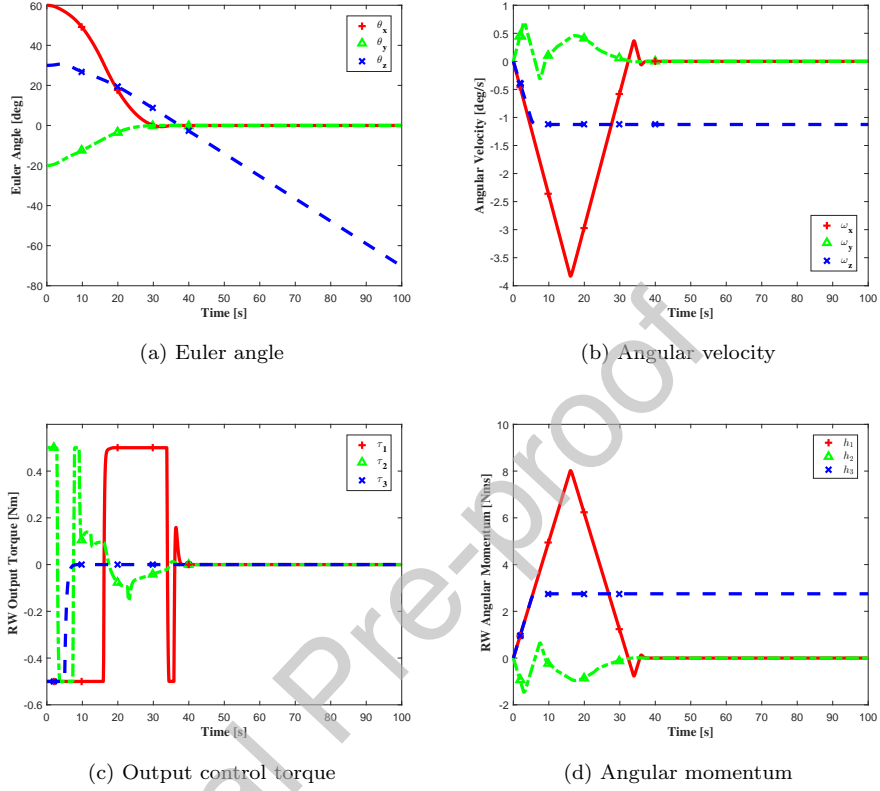 60
40
20
0
-20
-40
-60
-80
Euler Angle [deg]
θx
θy
θz
0 10 20 30 40 50 60 70 80 90 100
Time [s]
(a) Euler angle
1
0.5
0
-0.5
-1
-1.5
-2
-2.5
-3
-3.5
-4
Angular Velocity [deg/s]
ωx
ωy
ωz
0 10 20 30 40 50 60 70 80 90 100
Time [s]
(b) Angular velocity
0.4
0.2
0
-0.2
-0.4
-0.6
RW Output Torque [Nm]
τ1
τ2
τ3
0 10 20 30 40 50 60 70 80 90 100
Time [s]
(c) Output control torque
10
8
6
4
2
0
-2
RW Angular Momentum [Nms]
h1
h2
h3
0 10 20 30 40 50 60 70 80 90 100
Time [s]
(d) Angular momentum
al Pre-proof